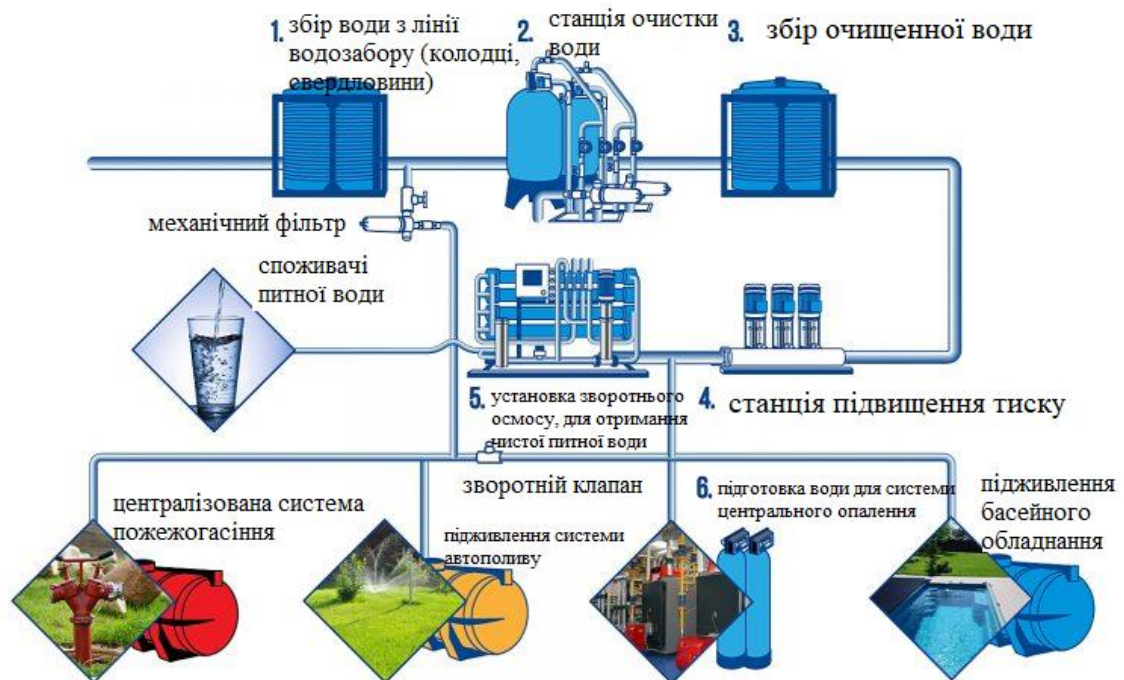 1. збір води з лінії
водозабору (колодці,
свердловини)
2. станція очистки
води
3. збір очищенної води
механічний фільтр
споживачі
питної води
5. установка зворотнього
осмосу, для отримання
чистої питної води
4. станція підвищення тиску
зворотній клапан
централізована система
пожежогасіння
підживлення системи
автополиву
6. підготовка води для системи
центрального опалення
підживлення
басейного
обладнання